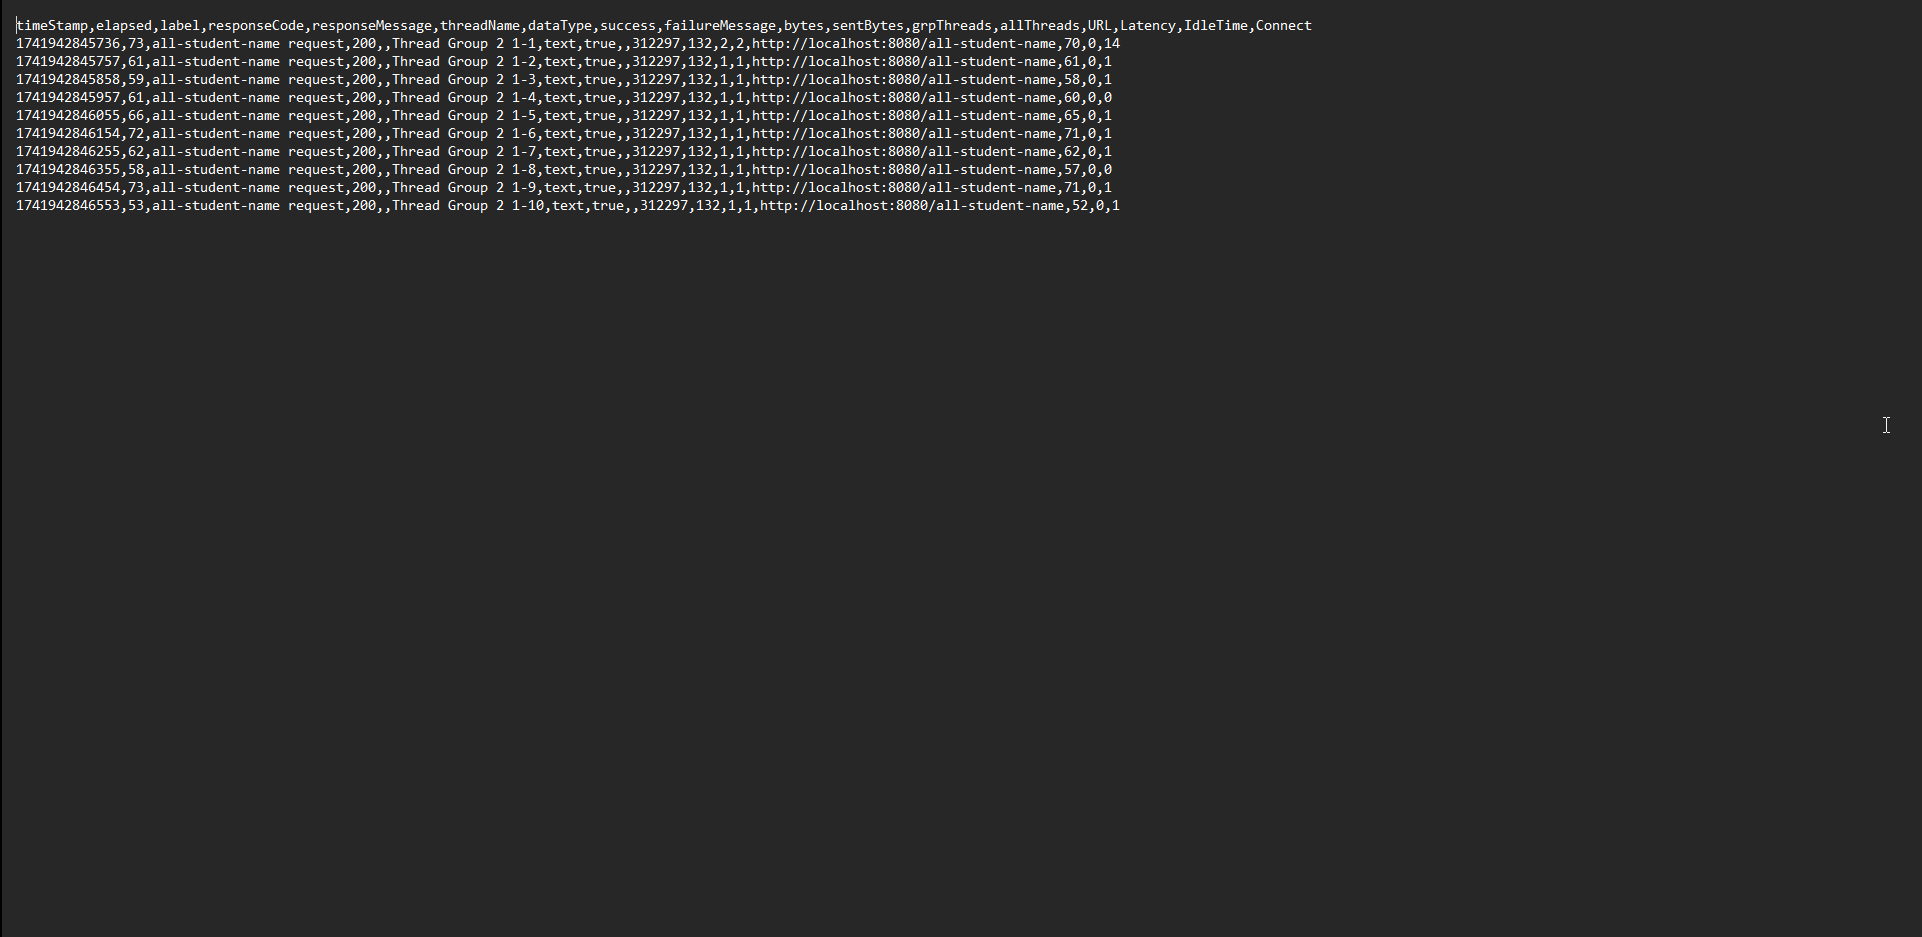 timeStamp,elapsed,label,responseCode,responseMessage,threadName,dataType,success,failureMessage,bytes,sentBytes,grpThreads,allThreads,URL,Latency,IdleTime,Connect
1741942845736,73,all-student-name request,200,,Thread Group 2 1-1,text,true,,312297,132,2,2,http://localhost:8080/all-student-name,70,0,14
1741942845757,61,all-student-name request,200,,Thread Group 2 1-2,text,true,,312297,132,1,1,http://localhost:8080/all-student-name,61,0,1
1741942845858,59,all-student-name request,200,,Thread Group 2 1-3,text,true,,312297,132,1,1,http://localhost:8080/all-student-name,58,0,1
1741942845957,61,all-student-name request,200,,Thread Group 2 1-4,text,true,,312297,132,1,1,http://localhost:8080/all-student-name,60,0,0
1741942846055,66,all-student-name request,200,,Thread Group 2 1-5,text,true,,312297,132,1,1,http://localhost:8080/all-student-name,65,0,1
1741942846154,72,all-student-name request,200,,Thread Group 2 1-6,text,true,,312297,132,1,1,http://localhost:8080/all-student-name,71,0,1
1741942846255,62,all-student-name request,200,,Thread Group 2 1-7,text,true,,312297,132,1,1,http://localhost:8080/all-student-name,62,0,1
1741942846355,58,all-student-name request,200,,Thread Group 2 1-8,text,true,,312297,132,1,1,http://localhost:8080/all-student-name,57,0,0
1741942846454,73,all-student-name request,200,,Thread Group 2 1-9,text,true,,312297,132,1,1,http://localhost:8080/all-student-name,71,0,1
1741942846553,53,all-student-name request,200,,Thread Group 2 1-10,text,true,,312297,132,1,1,http://localhost:8080/all-student-name,52,0,1